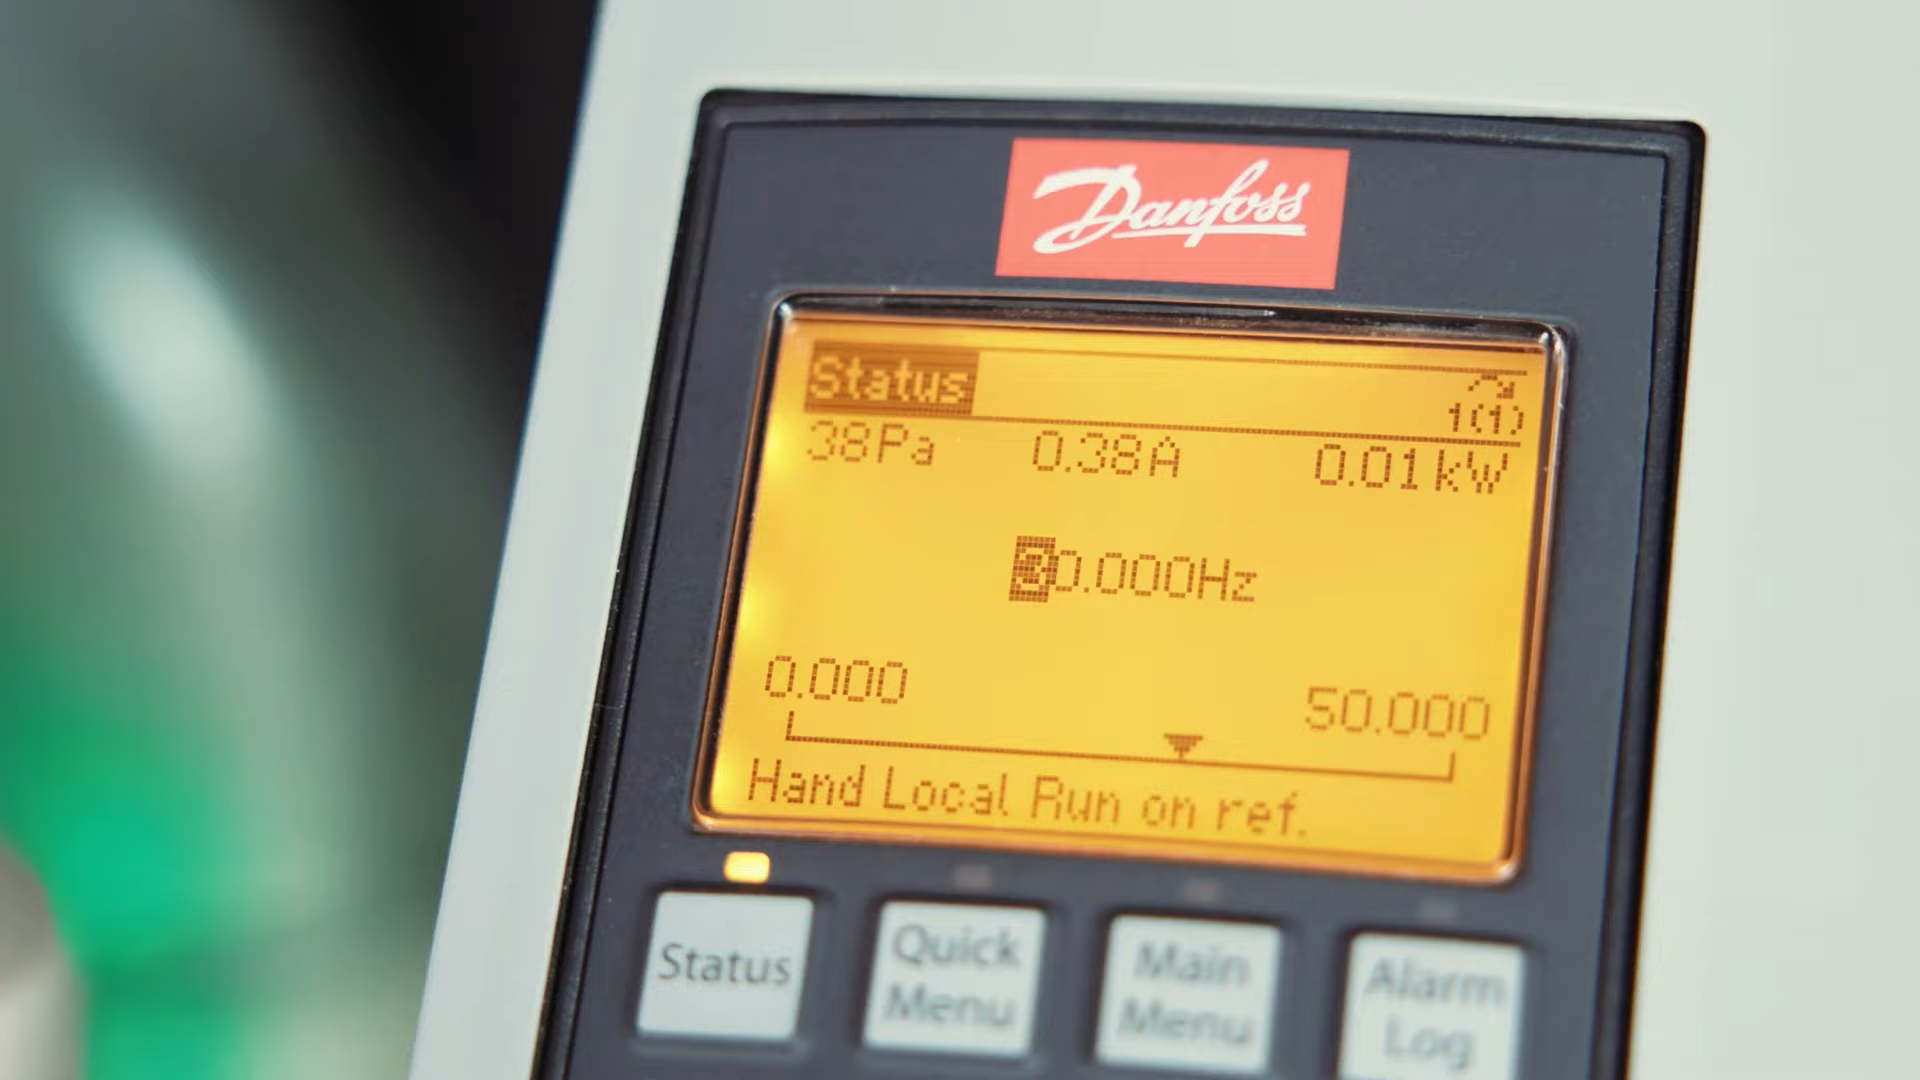 Danfoss
Status
1(1)
38Pa 0.38A 0.01kW
30.000Hz
0.000 50.000
Hand Local Run on ref.
Status Quick Menu Main Menu Alarm Log